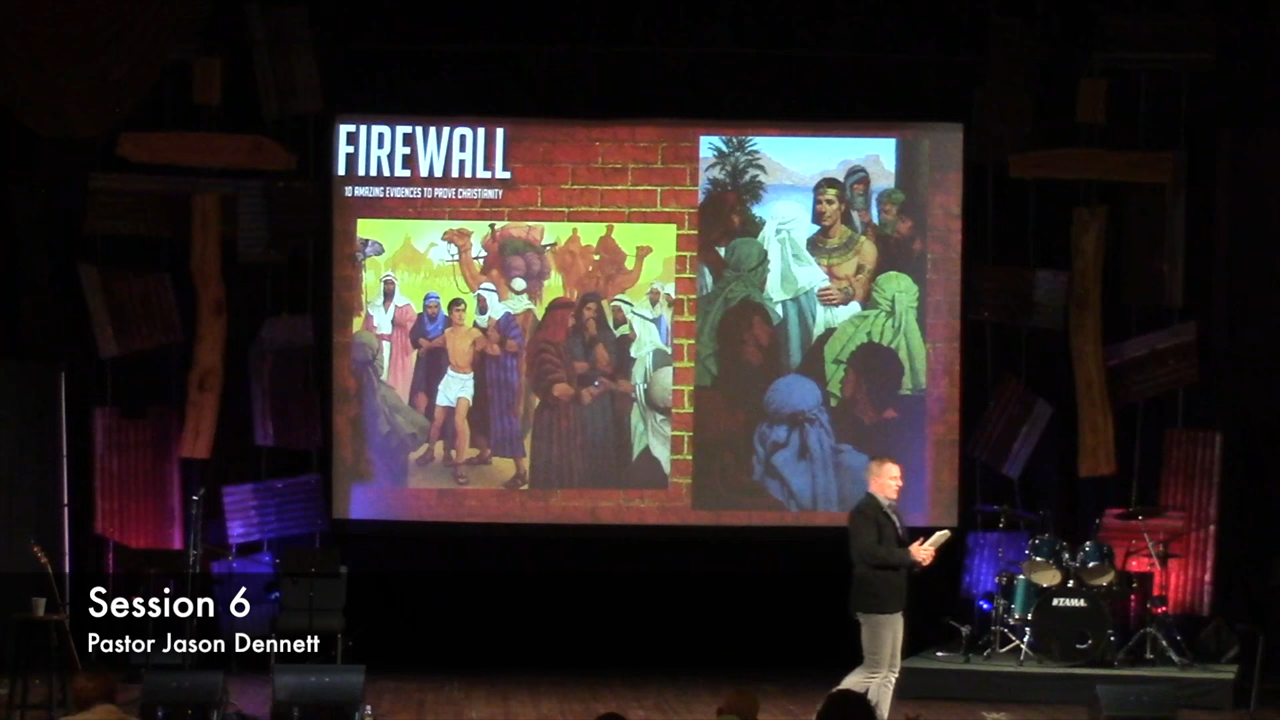 FIREWALL
10 AMAZING EVIDENCES TO PROVE CHRISTIANITY
TAMA
Session 6
Pastor Jason Dennett